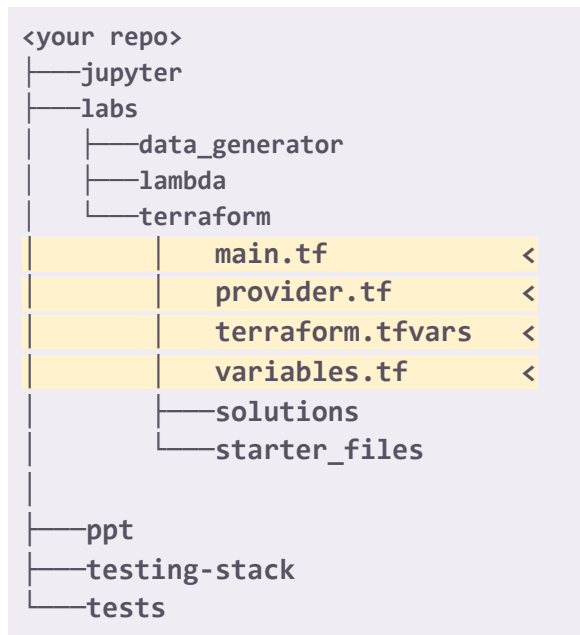 <your repo>
├───jupyter
├───labs
│   ├───data_generator
│   ├───lambda
│   └───terraform
│       │   main.tf       <
│       │   provider.tf       <
│       │   terraform.tfvars   <
│       │   variables.tf       <
│       ├───solutions
│       └───starter_files
│
├───ppt
├───testing-stack
└───tests